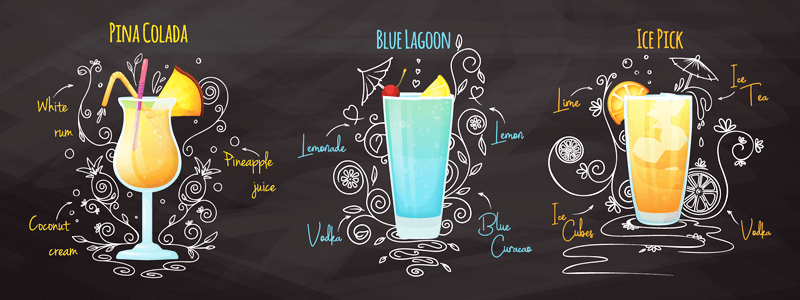 PINA COLADA
White
rum
Pineapple
juice
Coconut
cream
BLUE LAGOON
Lemonade
Lemon
Vodka
Blue
Curacao
ICE PICK
Lime
Ice
Tea
Ice
Cubes
Vodka